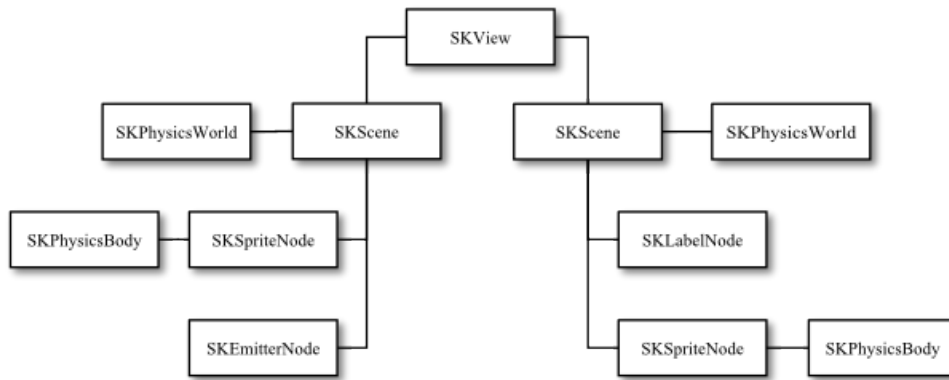 SKView
SKPhysicsWorld
SKScene
SKScene
SKPhysicsWorld
SKPhysicsBody
SKSpriteNode
SKLabelNode
SKEmitterNode
SKSpriteNode
SKPhysicsBody